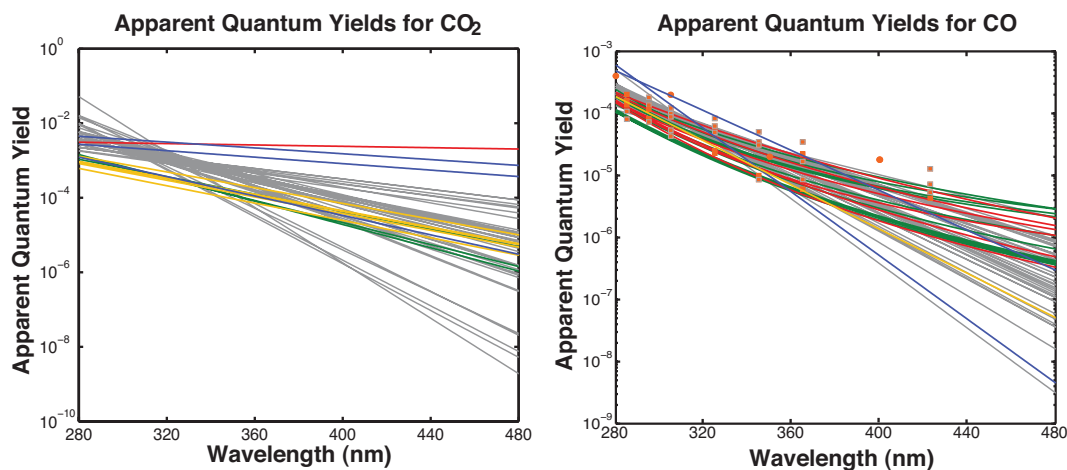 Apparent Quantum Yields for CO₂
Apparent Quantum Yield
10⁰
10⁻²
10⁻⁴
10⁻⁶
10⁻⁸
10⁻¹⁰
280 320 360 400 440 480
Wavelength (nm)
Apparent Quantum Yields for CO
Apparent Quantum Yield
10⁻³
10⁻⁴
10⁻⁵
10⁻⁶
10⁻⁷
10⁻⁸
10⁻⁹
280 320 360 400 440 480
Wavelength (nm)